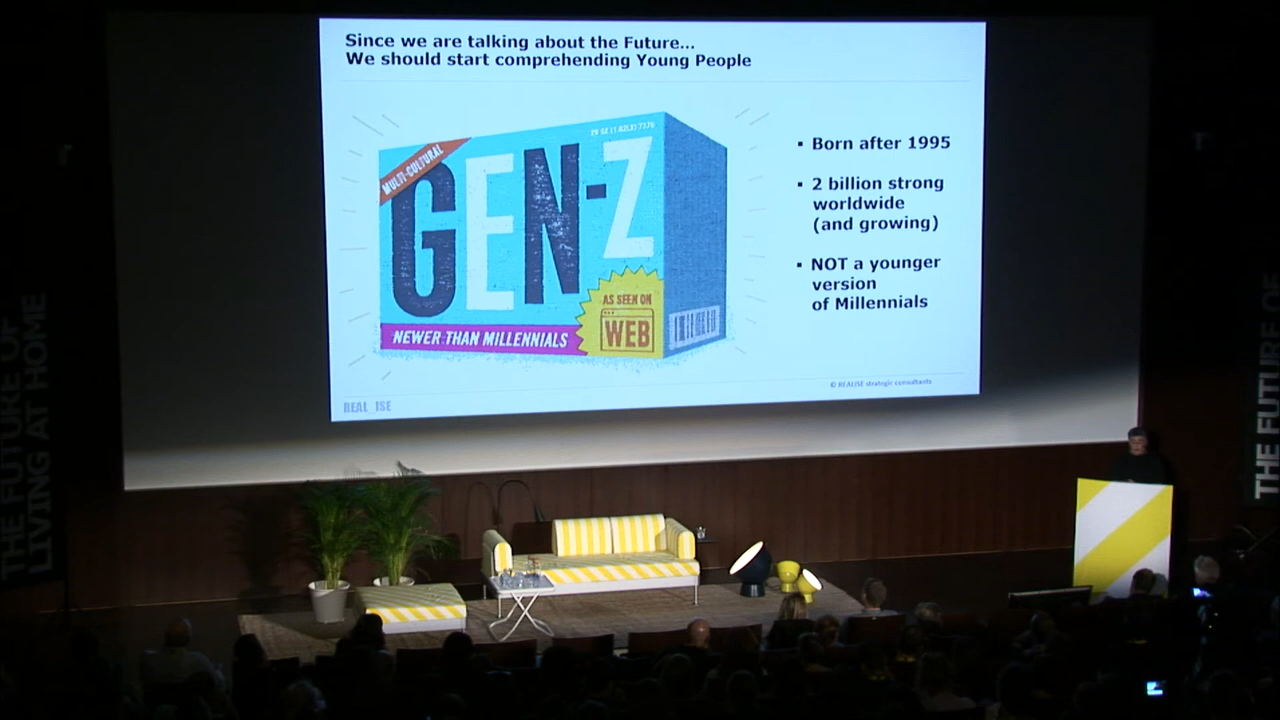 Since we are talking about the Future...
We should start comprehending Young People
MULTI-CULTURAL
GEN-Z
AS SEEN ON
WEB
NEWER THAN MILLENNIALS
▪ Born after 1995
▪ 2 billion strong
worldwide
(and growing)
▪ NOT a younger
version
of Millennials
© REALISE strategic consultants
REAL_ISE
THE FUTURE OF
LIVING AT HOME
THE FUTURE OF